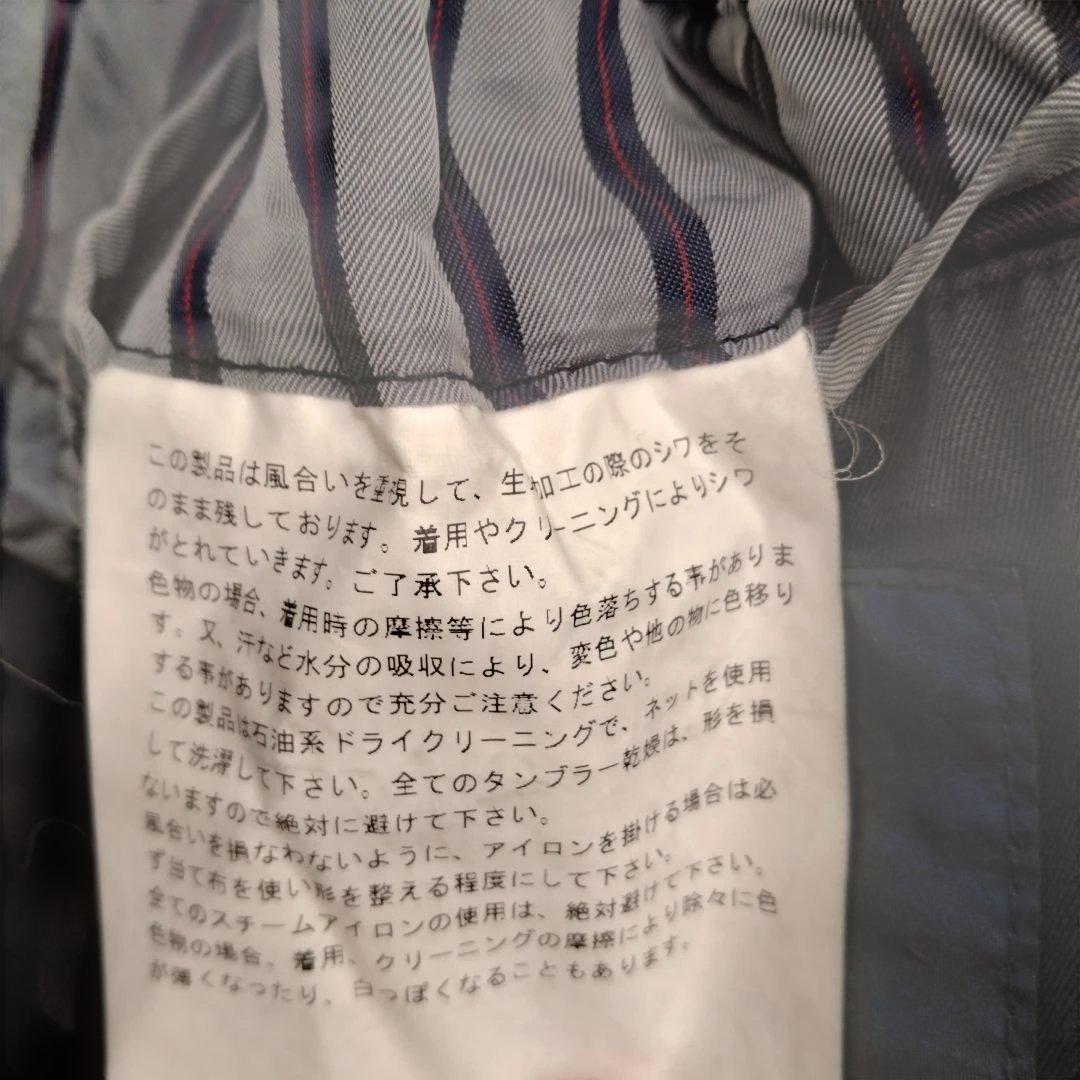 この製品は風合いを重視して、生加工の際のシワをそ
のまま残しております。着用やクリーニングによりシワ
がとれていきます。ご了承下さい。
色物の場合、着用時の摩擦等により色落ちする事がありま
す。又、汗など水分の吸収により、変色や他の物に色移り
する事がありますので充分ご注意ください。
この製品は石油系ドライクリーニングで、ネットを使用
して洗濯して下さい。全てのタンブラー乾燥は、形を損
ないますので絶対に避けて下さい。
風合いを損なわないように、アイロンを掛ける場合は必
ず当て布を使い形を整える程度にして下さい。
全てのスチームアイロンの使用は、絶対避けて下さい。
色物の場合、着用、クリーニングの摩擦により除々に色
が薄くなったり、白っぽくなることもあります。